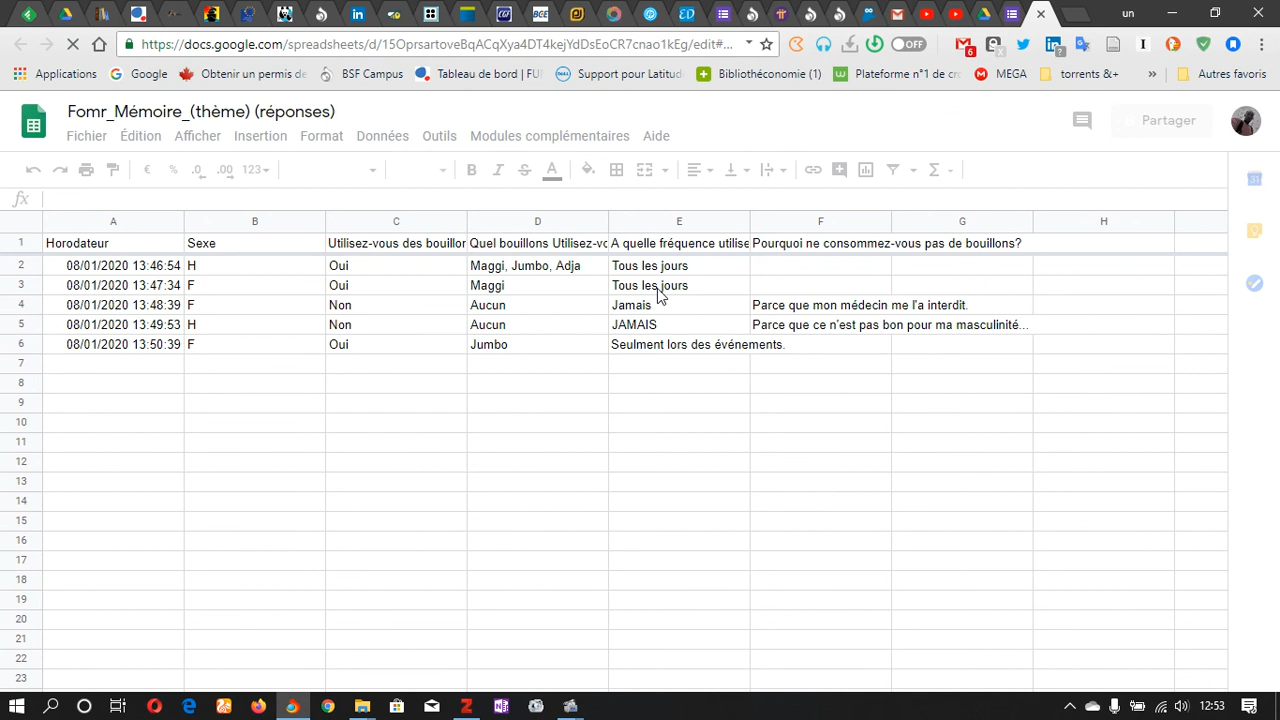 un
https://docs.google.com/spreadsheets/d/15OprsartoveBqACqXya4DT4kejYdDsEoCR7cnao1kEg/edit#...
OFF
6
Applications
Google
Obtenir un permis de
BSF Campus
Tableau de bord | FU
Support pour Latitud
Bibliothéconomie (1)
Plateform n°1 de cr
MEGA
torrents &+
Autres favoris
Fomr_Mémoire_(thème) (réponses)
Partager
Fichier Édition Afficher Insertion Format Données Outils Modules complémentaires Aide
€ % .0 .00 123 B I S A Σ
fx
A B C D E F G H
1 Horodateur Sexe Utilisez-vous des bouillor Quel bouillons Utilisez-vc A quelle fréquence utilise Pourquoi ne consommez-vous pas de bouillons?
2 08/01/2020 13:46:54 H Oui Maggi, Jumbo, Adja Tous les jours
3 08/01/2020 13:47:34 F Oui Maggi Tous les jours
4 08/01/2020 13:48:39 F Non Aucun Jamais Parce que mon médecin me l'a interdit.
5 08/01/2020 13:49:53 H Non Aucun JAMAIS Parce que ce n'est pas bon pour ma masculinité...
6 08/01/2020 13:50:39 F Oui Jumbo Seulment lors des événements.
7
8
9
10
11
12
13
14
15
16
17
18
19
20
21
22
23
12:53